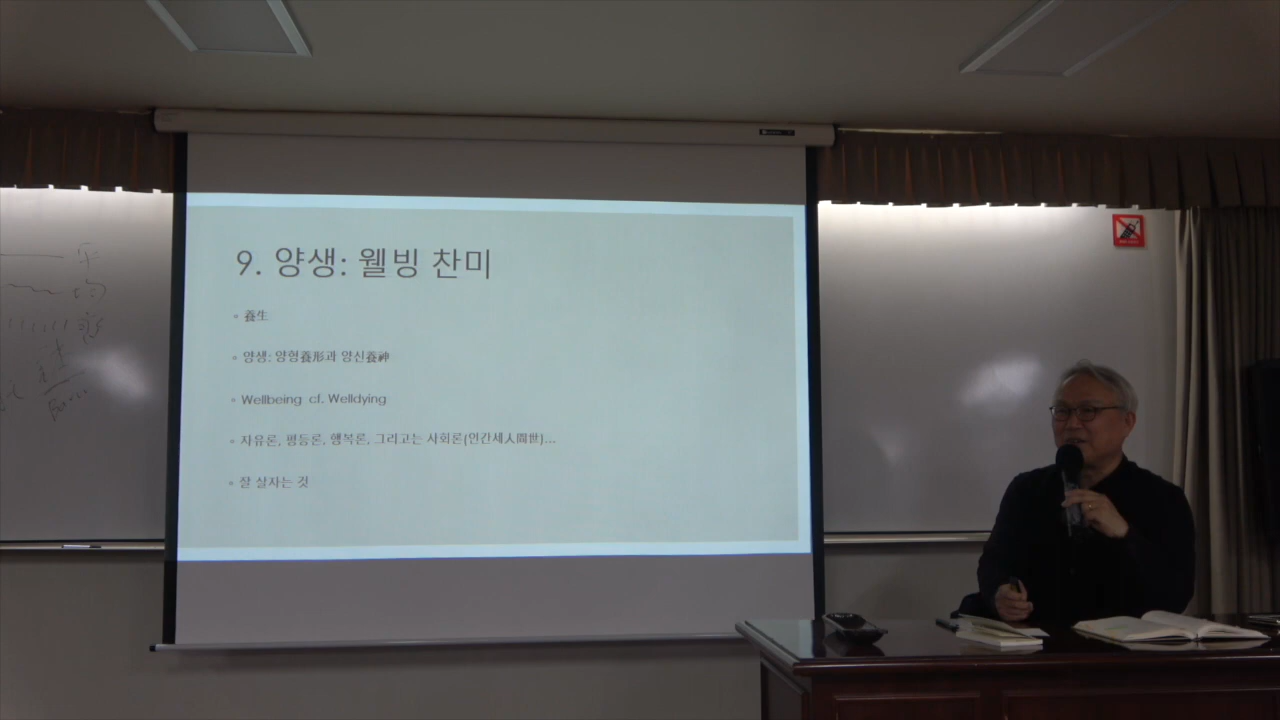 9. 양생: 웰빙 찬미
• 養生
• 양생: 양형養形과 양신養神
• Wellbeing cf. Welldying
• 자유론, 평등론, 행복론, 그리고는 사회론(인간세人間世)...
• 잘 살자는 것
平
均